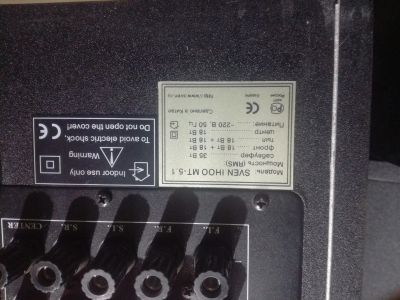 Модель: SVEN IHOO MT-5.1
Мощность (RMS)
сабвуфер 35 Вт
фронт 18 Вт + 18 Вт
тыл 18 Вт + 18 Вт
центр 18 Вт
Питание: ~220 В, 50 Гц
Сделано в Китае
Indoor use only
Warning
To avoid electric shock,
Do not open the cover!
CE
F.L. F.R. S.L. S.R. CENTER